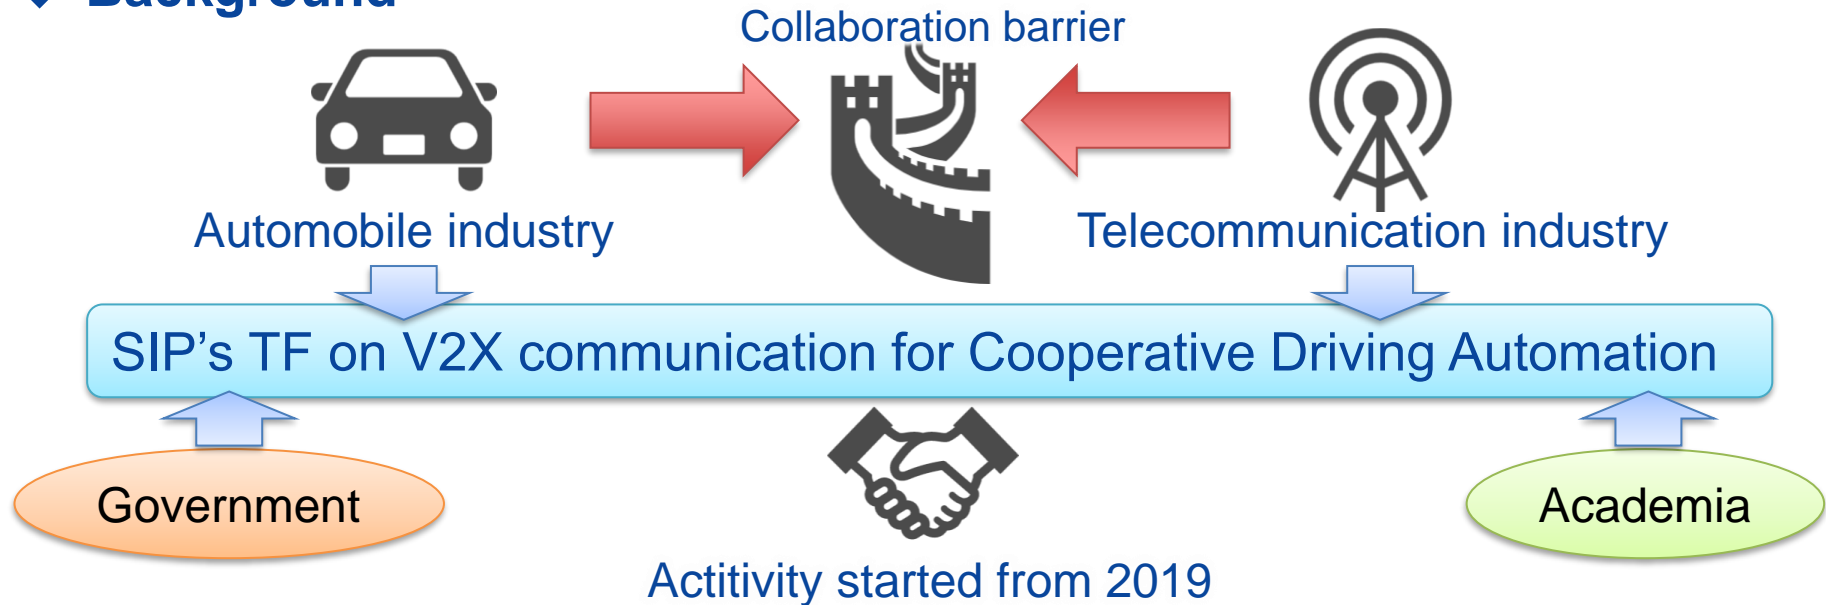 Background
Collaboration barrier
Automobile industry
Telecommunication industry
SIP's TF on V2X communication for Cooperative Driving Automation
Government
Academia
Actitivity started from 2019